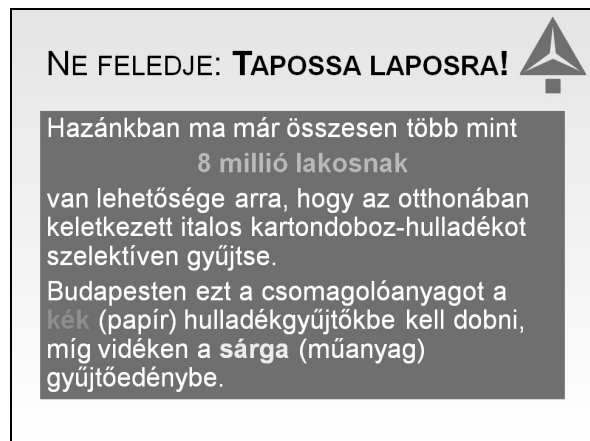 NE FELEDJE: TAPOSSA LAPOSRA!
Hazánkban ma már összesen több mint
8 millió lakosnak
van lehetősége arra, hogy az otthonában
keletkezett italos kartondoboz-hulladékot
szelektíven gyűjtse.
Budapesten ezt a csomagolóanyagot a
kék (papír) hulladékgyűjtőkbe kell dobni,
míg vidéken a sárga (műanyag)
gyűjtőedénybe.